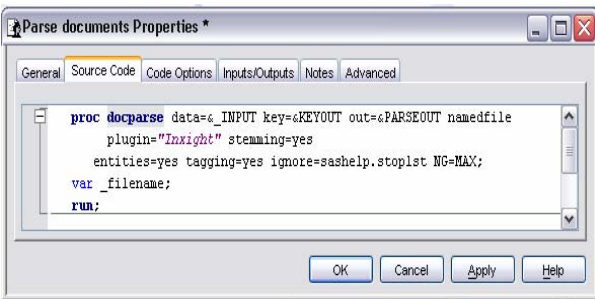 Parse documents Properties *
General Source Code Code Options Inputs/Outputs Notes Advanced
proc docparse data=&_INPUT key=&KEYOUT out=&PARSEOUT namedfile
plugin="Inxight" stemming=yes
entities=yes tagging=yes ignore=sashelp.stoplst NG=MAX;
var _filename;
run;
OK Cancel Apply Help